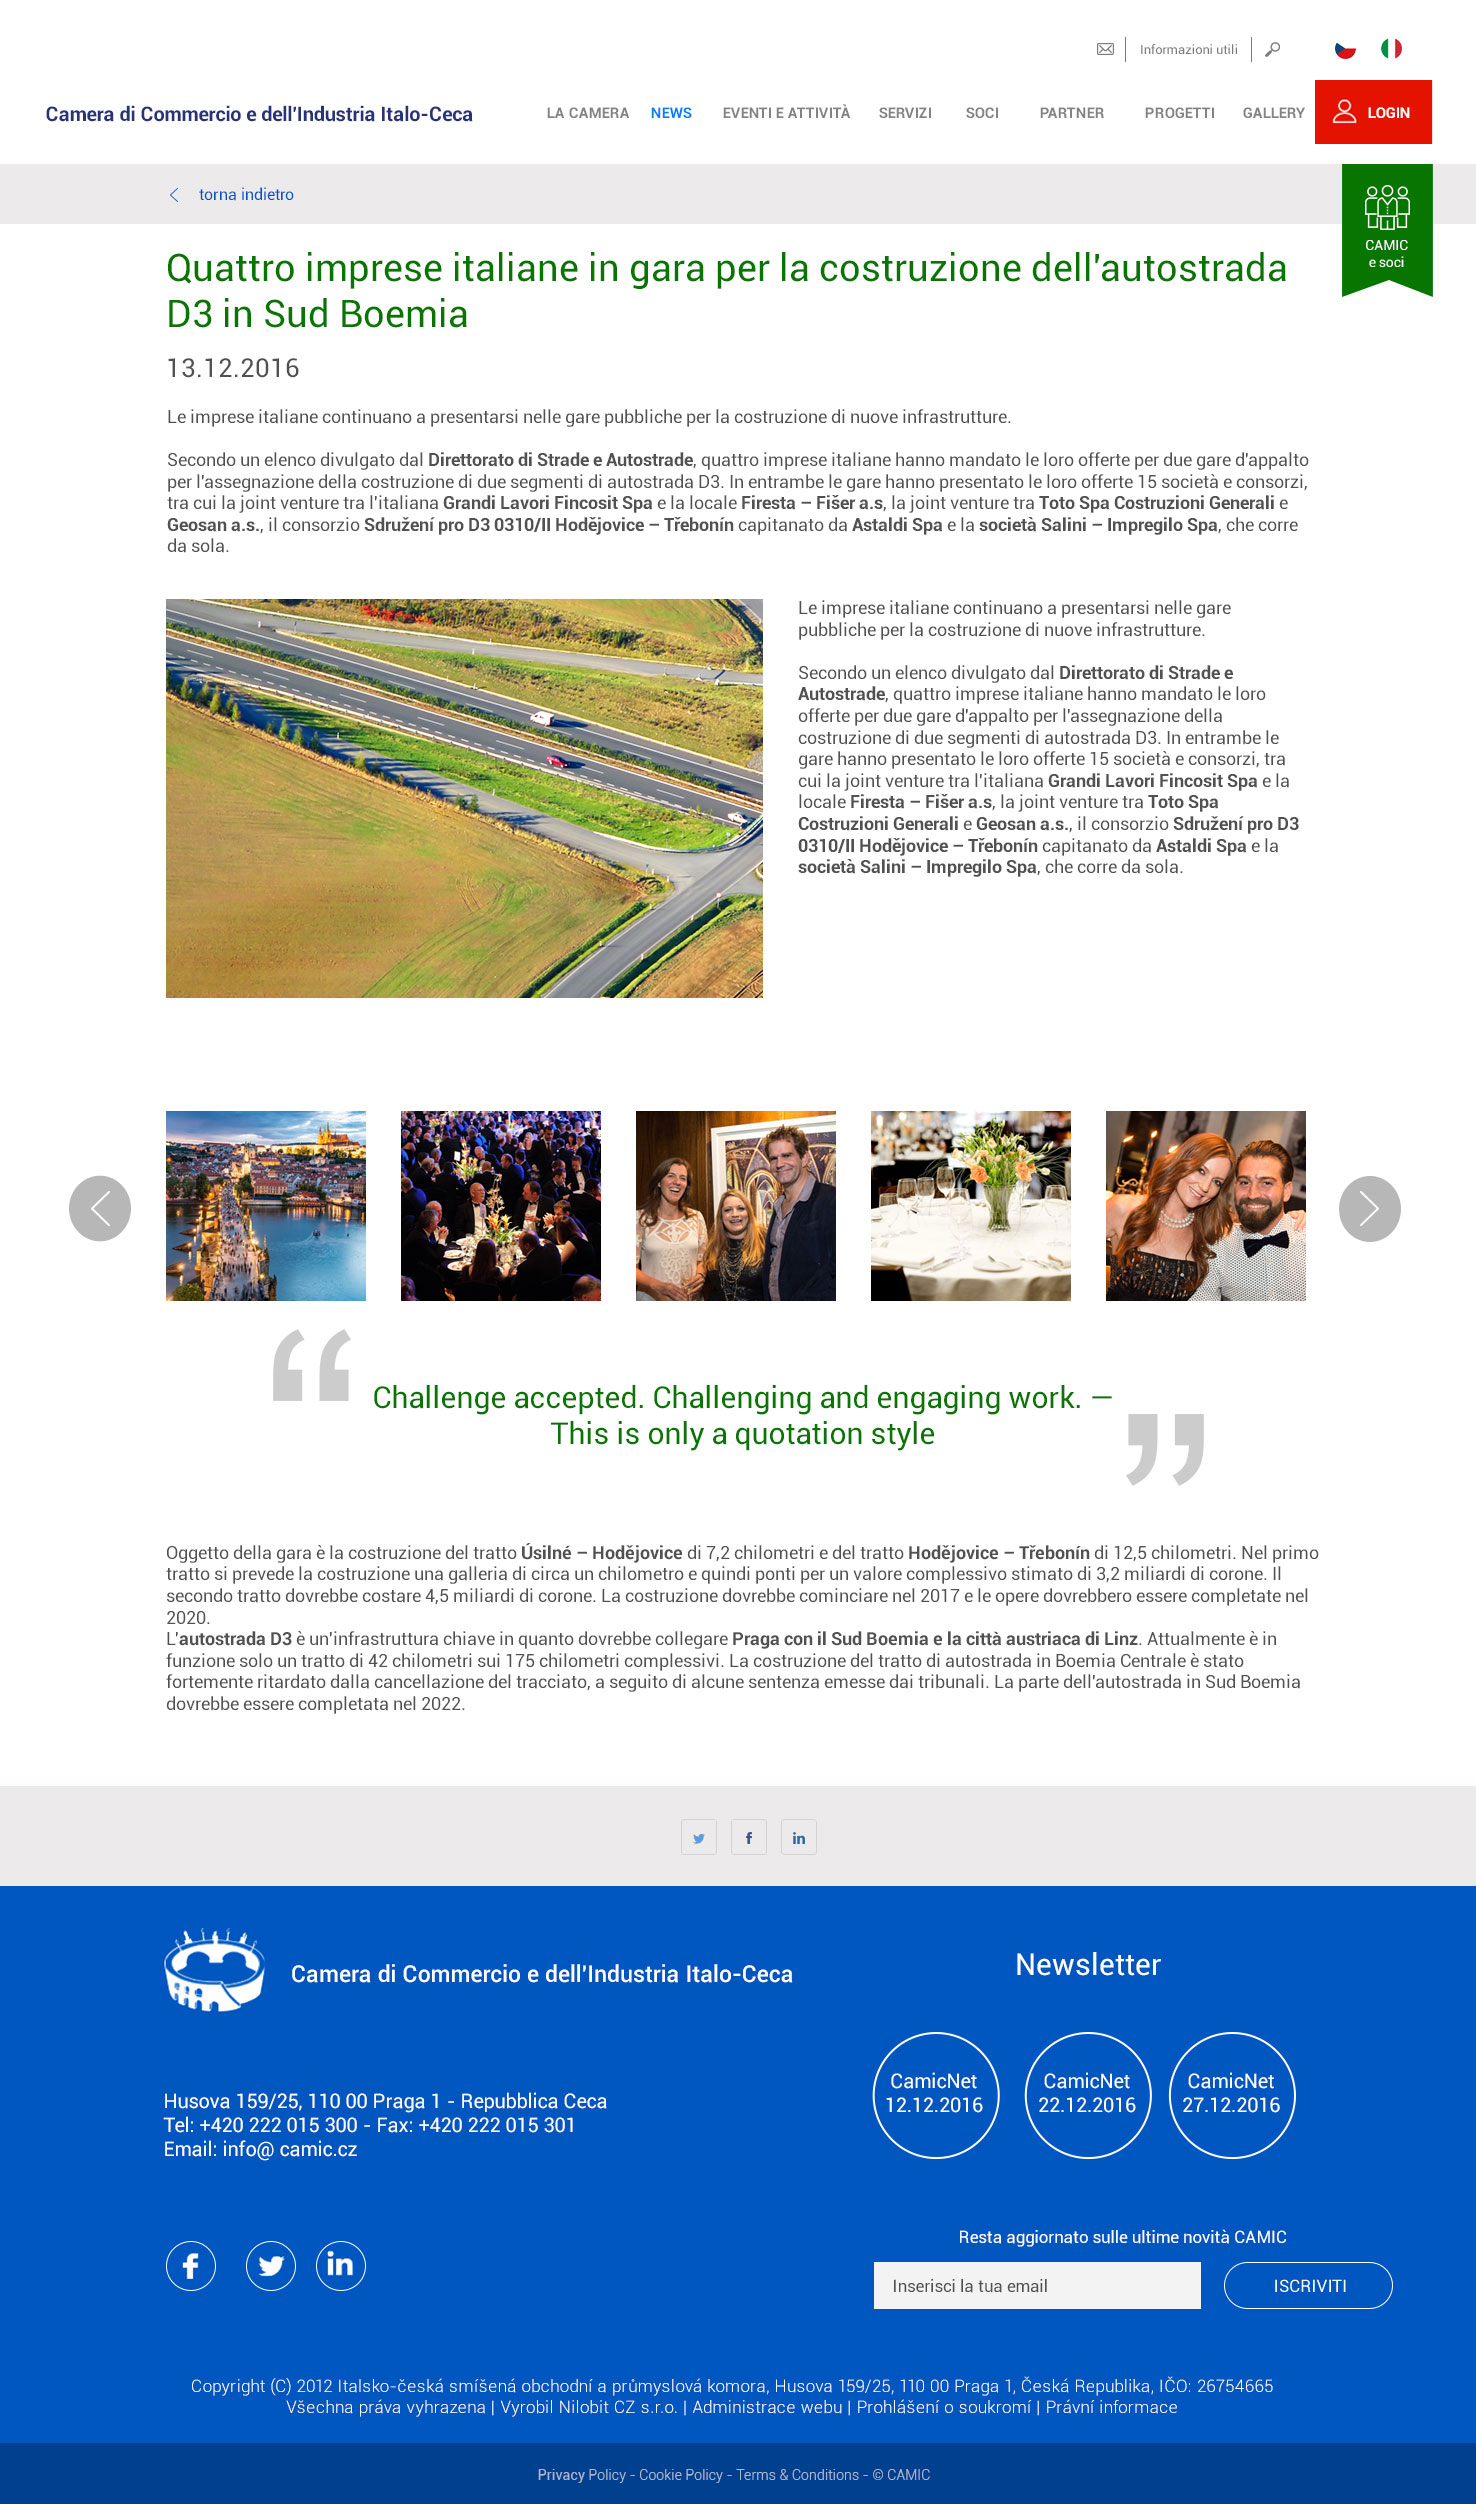 Informazioni utili
Camera di Commercio e dell'Industria Italo-Ceca
LA CAMERA NEWS EVENTI E ATTIVITÀ SERVIZI SOCI PARTNER PROGETTI GALLERY LOGIN
torna indietro
CAMIC
e soci
Quattro imprese italiane in gara per la costruzione dell'autostrada
D3 in Sud Boemia
13.12.2016
Le imprese italiane continuano a presentarsi nelle gare pubbliche per la costruzione di nuove infrastrutture.
Secondo un elenco divulgato dal Direttorato di Strade e Autostrade, quattro imprese italiane hanno mandato le loro offerte per due gare d'appalto
per l'assegnazione della costruzione di due segmenti di autostrada D3. In entrambe le gare hanno presentato le loro offerte 15 società e consorzi,
tra cui la joint venture tra l'italiana Grandi Lavori Fincosit Spa e la locale Firesta – Fišer a.s, la joint venture tra Toto Spa Costruzioni Generali e
Geosan a.s., il consorzio Sdružení pro D3 0310/II Hodějovice – Třebonín capitanato da Astaldi Spa e la società Salini – Impregilo Spa, che corre
da sola.
Le imprese italiane continuano a presentarsi nelle gare
pubbliche per la costruzione di nuove infrastrutture.
Secondo un elenco divulgato dal Direttorato di Strade e
Autostrade, quattro imprese italiane hanno mandato le loro
offerte per due gare d'appalto per l'assegnazione della
costruzione di due segmenti di autostrada D3. In entrambe le
gare hanno presentato le loro offerte 15 società e consorzi, tra
cui la joint venture tra l'italiana Grandi Lavori Fincosit Spa e la
locale Firesta – Fišer a.s, la joint venture tra Toto Spa
Costruzioni Generali e Geosan a.s., il consorzio Sdružení pro D3
0310/II Hodějovice – Třebonín capitanato da Astaldi Spa e la
società Salini – Impregilo Spa, che corre da sola.
“
Challenge accepted. Challenging and engaging work. —
This is only a quotation style
”
Oggetto della gara è la costruzione del tratto Úsilné – Hodějovice di 7,2 chilometri e del tratto Hodějovice – Třebonín di 12,5 chilometri. Nel primo
tratto si prevede la costruzione una galleria di circa un chilometro e quindi ponti per un valore complessivo stimato di 3,2 miliardi di corone. Il
secondo tratto dovrebbe costare 4,5 miliardi di corone. La costruzione dovrebbe cominciare nel 2017 e le opere dovrebbero essere completate nel
2020.
L'autostrada D3 è un'infrastruttura chiave in quanto dovrebbe collegare Praga con il Sud Boemia e la città austriaca di Linz. Attualmente è in
funzione solo un tratto di 42 chilometri sui 175 chilometri complessivi. La costruzione del tratto di autostrada in Boemia Centrale è stato
fortemente ritardato dalla cancellazione del tracciato, a seguito di alcune sentenza emesse dai tribunali. La parte dell'autostrada in Sud Boemia
dovrebbe essere completata nel 2022.
Camera di Commercio e dell'Industria Italo-Ceca
Newsletter
CamicNet
12.12.2016
CamicNet
22.12.2016
CamicNet
27.12.2016
Husova 159/25, 110 00 Praga 1 - Repubblica Ceca
Tel: +420 222 015 300 - Fax: +420 222 015 301
Email: info@ camic.cz
Resta aggiornato sulle ultime novità CAMIC
Inserisci la tua email
ISCRIVITI
Copyright (C) 2012 Italsko-česká smíšená obchodní a průmyslová komora, Husova 159/25, 110 00 Praga 1, Česká Republika, IČO: 26754665
Všechna práva vyhrazena | Vyrobil Nilobit CZ s.r.o. | Administrace webu | Prohlášení o soukromí | Právní informace
Privacy Policy - Cookie Policy - Terms & Conditions - © CAMIC